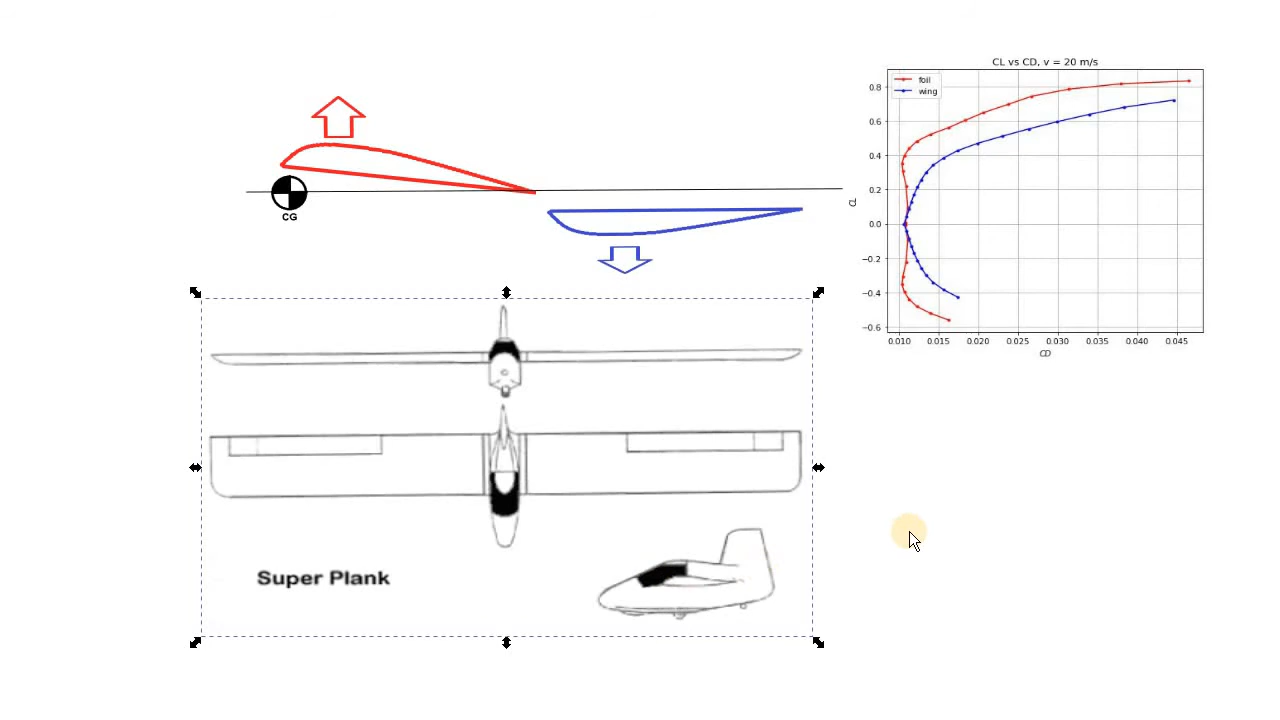 CG
CL vs CD, v = 20 m/s
foil
wing
0.8
0.6
0.4
0.2
0.0
−0.2
−0.4
−0.6
CL
0.010 0.015 0.020 0.025 0.030 0.035 0.040 0.045
CD
Super Plank